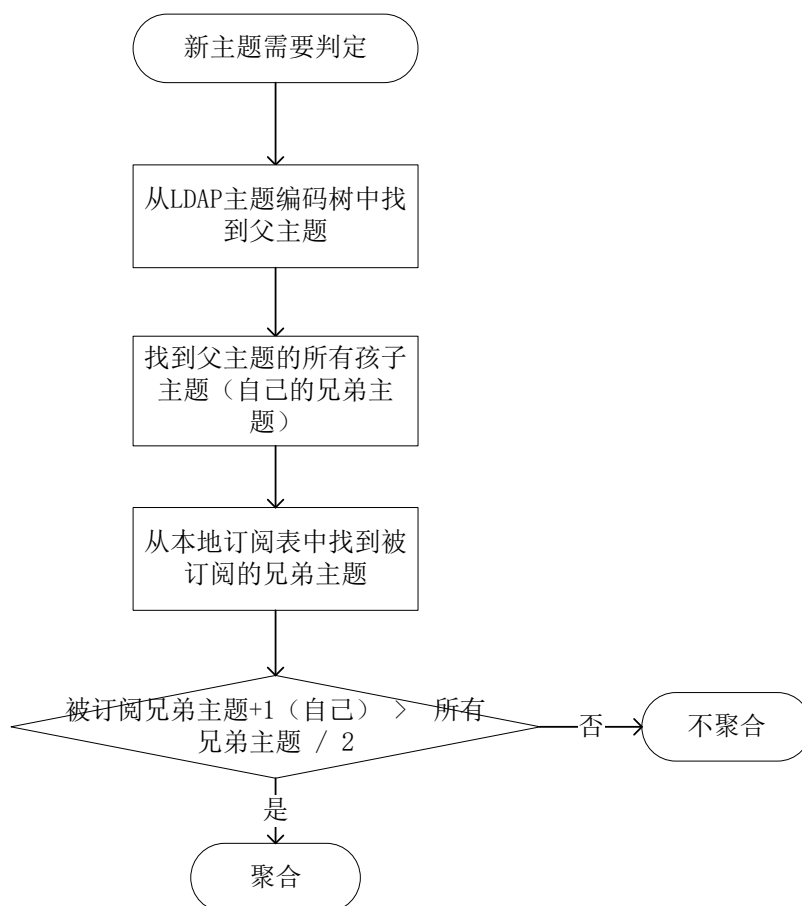 新主题需要判定
从LDAP主题编码树中找
到父主题
找到父主题的所有孩子
主题（自己的兄弟主
题）
从本地订阅表中找到被
订阅的兄弟主题
被订阅兄弟主题+1（自己） > 所有
兄弟主题 / 2
否
不聚合
是
聚合